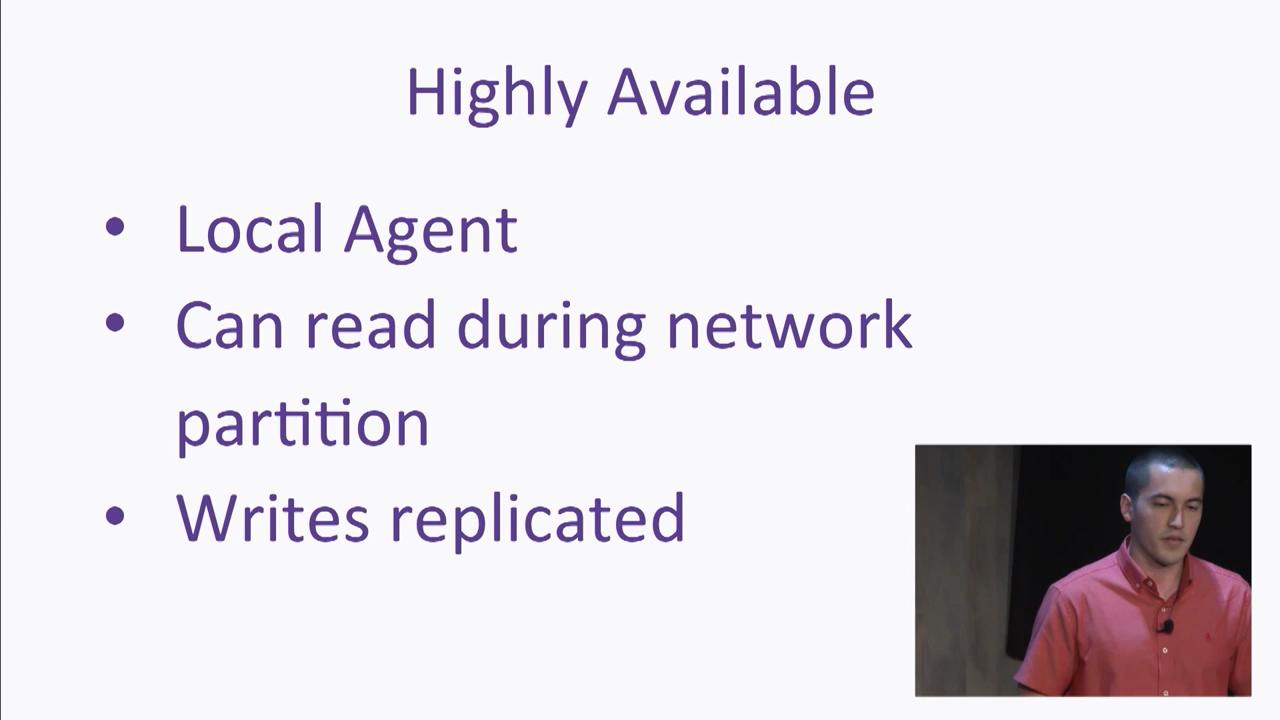 Highly Available
• Local Agent
• Can read during network
partition
• Writes replicated